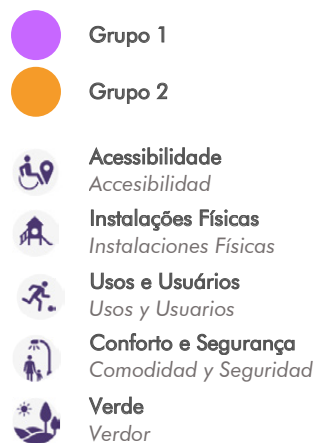 Grupo 1
Grupo 2
Acessibilidade
Accesibilidad
Instalações Físicas
Instalaciones Físicas
Usos e Usuários
Usos y Usuarios
Conforto e Segurança
Comodidad y Seguridad
Verde
Verdor